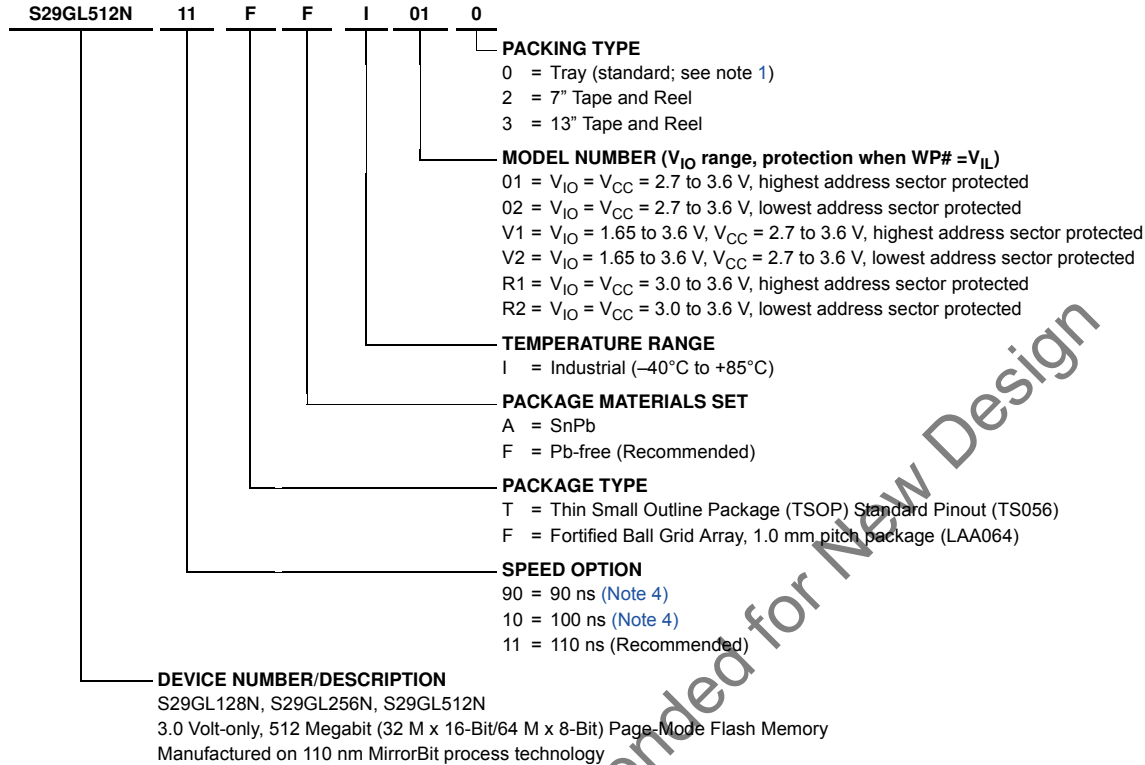 S29GL512N 11 F F I 01 0
PACKING TYPE
0 = Tray (standard; see note 1)
2 = 7” Tape and Reel
3 = 13” Tape and Reel
MODEL NUMBER (VIO range, protection when WP# =VIL)
01 = VIO = VCC = 2.7 to 3.6 V, highest address sector protected
02 = VIO = VCC = 2.7 to 3.6 V, lowest address sector protected
V1 = VIO = 1.65 to 3.6 V, VCC = 2.7 to 3.6 V, highest address sector protected
V2 = VIO = 1.65 to 3.6 V, VCC = 2.7 to 3.6 V, lowest address sector protected
R1 = VIO = VCC = 3.0 to 3.6 V, highest address sector protected
R2 = VIO = VCC = 3.0 to 3.6 V, lowest address sector protected
TEMPERATURE RANGE
I = Industrial (–40°C to +85°C)
PACKAGE MATERIALS SET
A = SnPb
F = Pb-free (Recommended)
PACKAGE TYPE
T = Thin Small Outline Package (TSOP) Standard Pinout (TS056)
F = Fortified Ball Grid Array, 1.0 mm pitch package (LAA064)
SPEED OPTION
90 = 90 ns (Note 4)
10 = 100 ns (Note 4)
11 = 110 ns (Recommended)
DEVICE NUMBER/DESCRIPTION
S29GL128N, S29GL256N, S29GL512N
3.0 Volt-only, 512 Megabit (32 M x 16-Bit/64 M x 8-Bit) Page-Mode Flash Memory
Manufactured on 110 nm MirrorBit process technology
for New Design